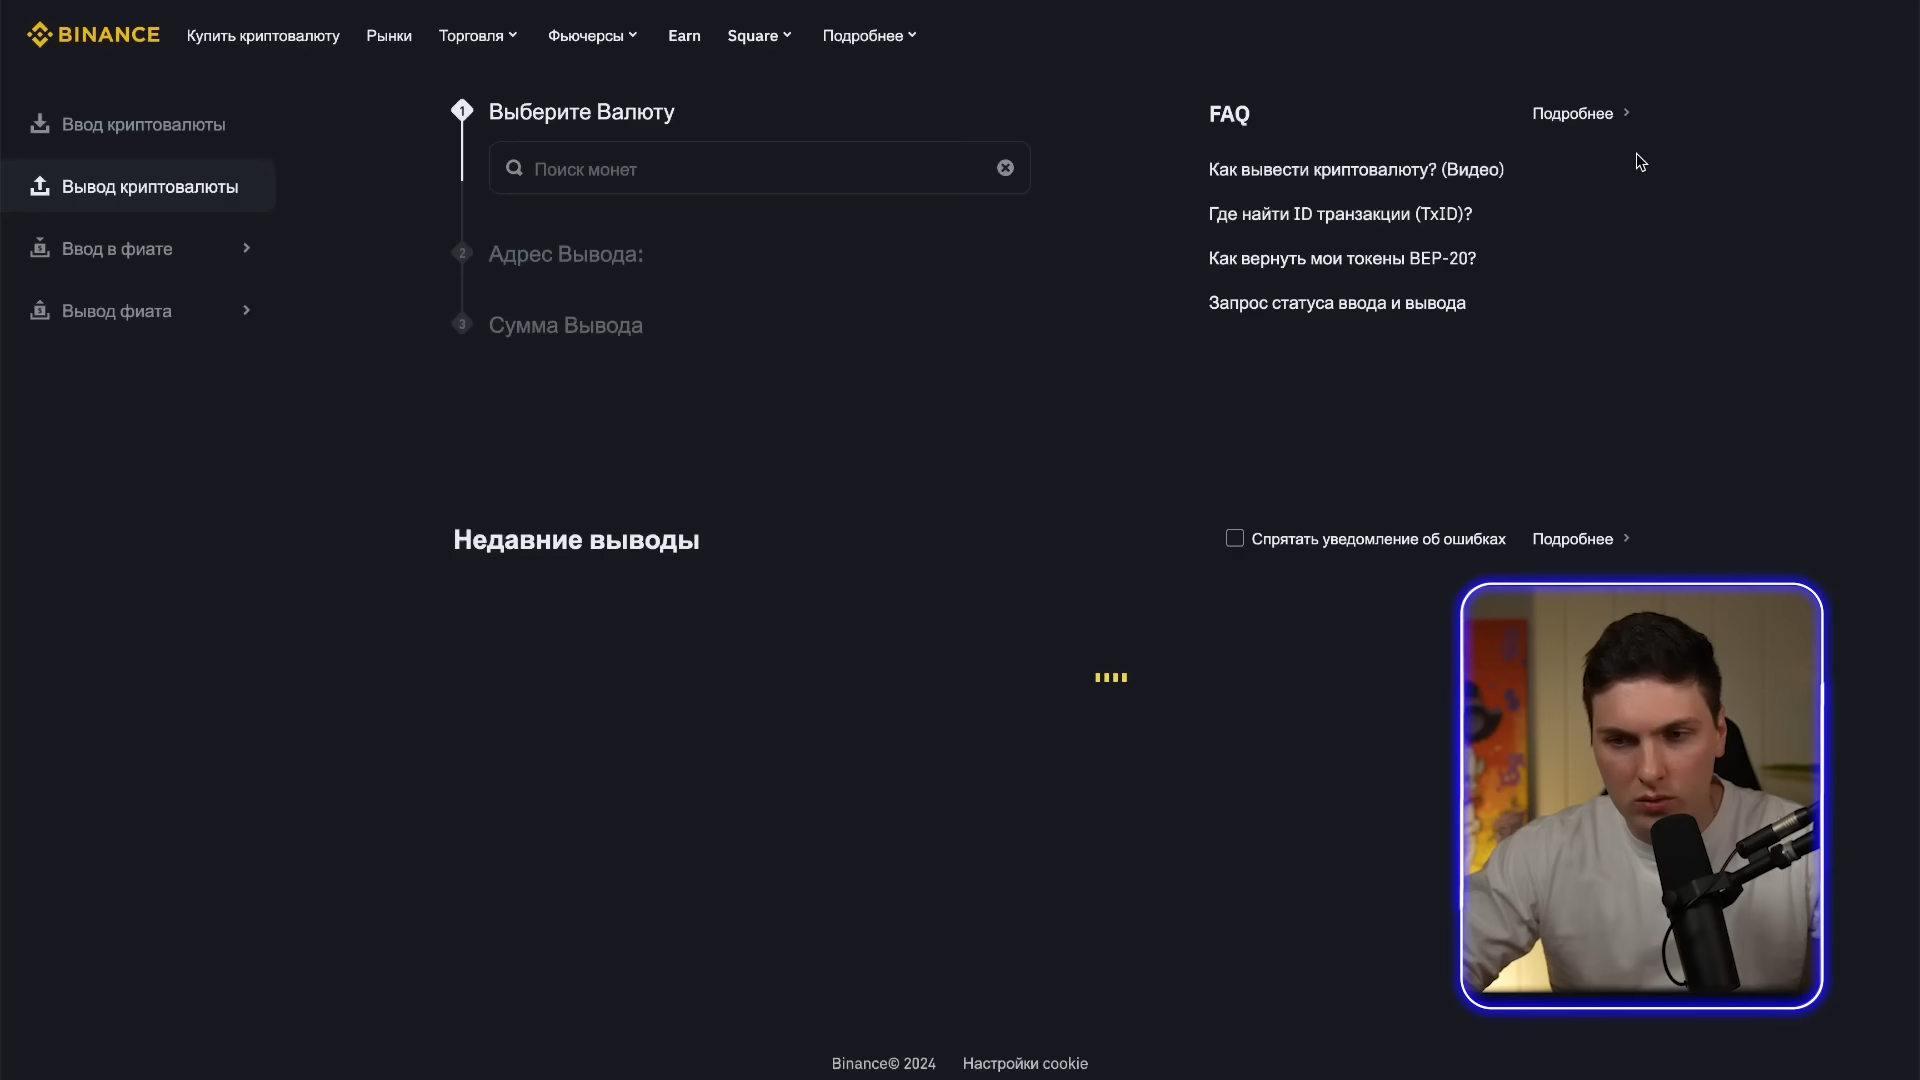 BINANCE
Купить криптовалюту
Рынки
Торговля
Фьючерсы
Earn
Square
Подробнее
Ввод криптовалюты
Вывод криптовалюты
Ввод в фиате
Вывод фиата
1 Выберите Валюту
Поиск монет
2 Адрес Вывода:
3 Сумма Вывода
FAQ
Подробнее
Как вывести криптовалюту? (Видео)
Где найти ID транзакции (TxID)?
Как вернуть мои токены BEP-20?
Запрос статуса ввода и вывода
Недавние выводы
Спрятать уведомление об ошибках
Подробнее
Binance© 2024
Настройки cookie